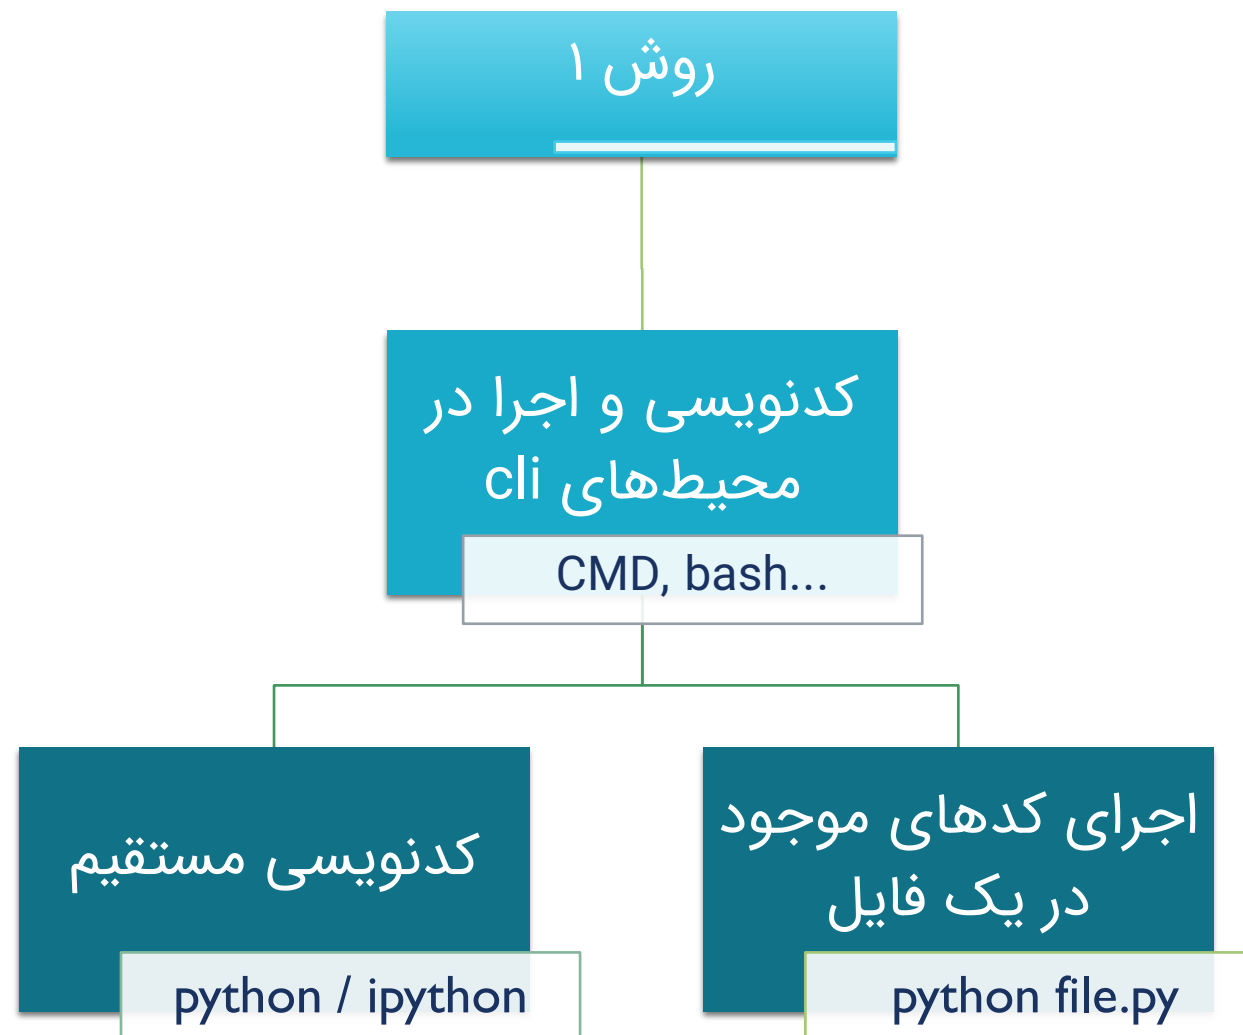 روش ۱
کدنویسی و اجرا در
محیط‌های cli
CMD, bash...
اجرای کدهای موجود
در یک فایل
python file.py
کدنویسی مستقیم
python / ipython